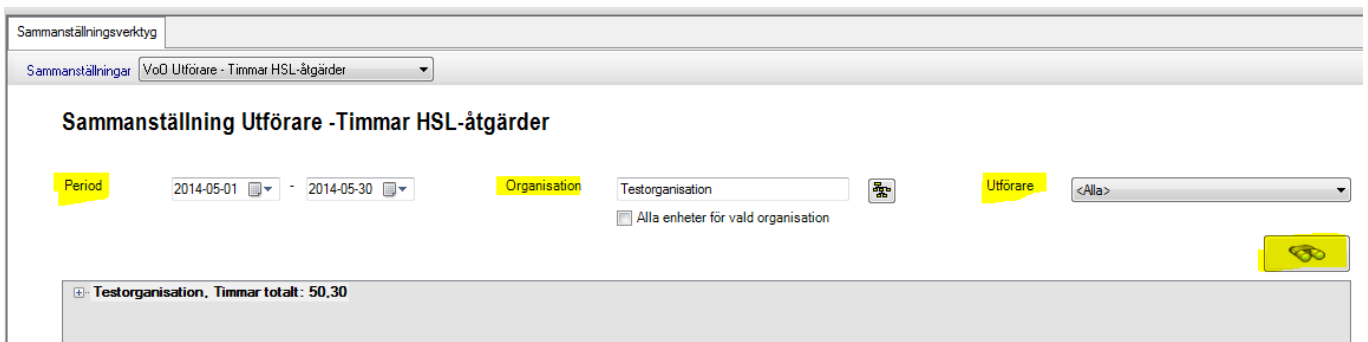 Sammanställningsverktyg
Sammanställningar VoO Utförare - Timmar HSL-åtgärder
Sammanställning Utförare -Timmar HSL-åtgärder
Period 2014-05-01 - 2014-05-30 Organisation Testorganisation Utförare <Alla>
Alla enheter för vald organisation
Testorganisation, Timmar totalt: 50,30